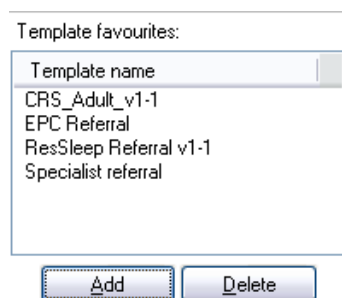 Template favourites:
Template name
CRS_Adult_v1-1
EPC Referral
ResSleep Referral v1-1
Specialist referral
Add Delete